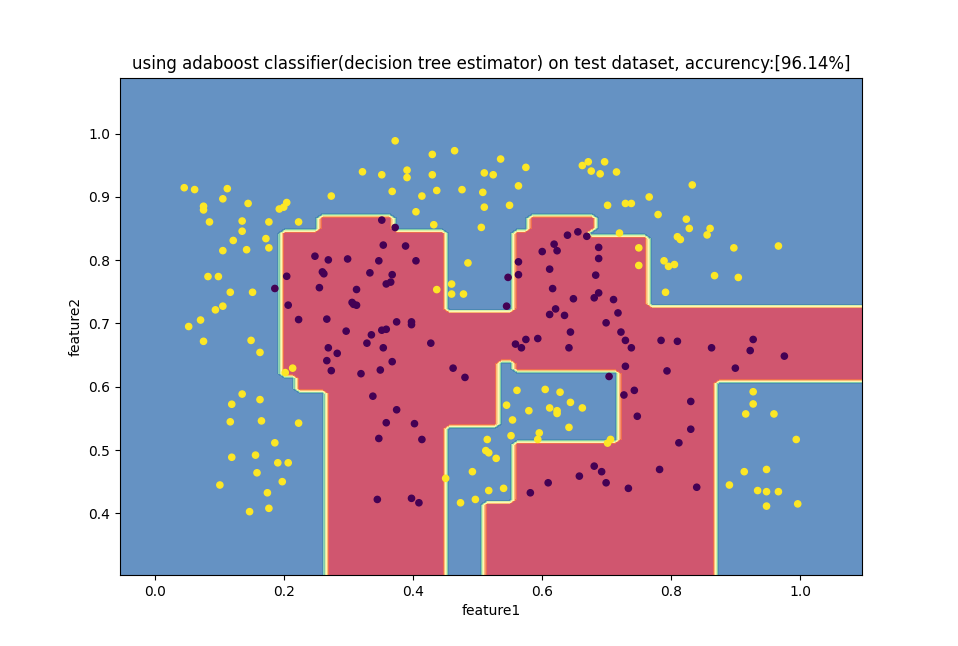 using adaboost classifier(decision tree estimator) on test dataset, accurency:[96.14%]
1.0
0.9
0.8
0.7
0.6
0.5
0.4
feature2
0.0 0.2 0.4 0.6 0.8 1.0
feature1